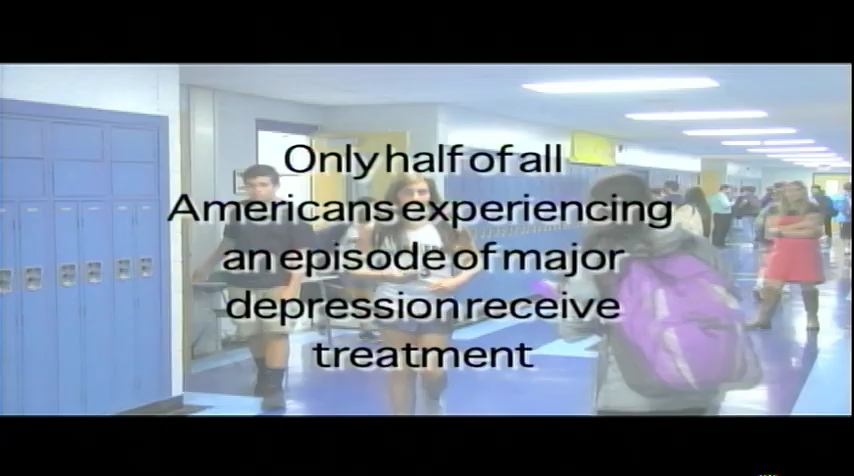 Only half of all
Americans experiencing
an episode of major
depression receive
treatment